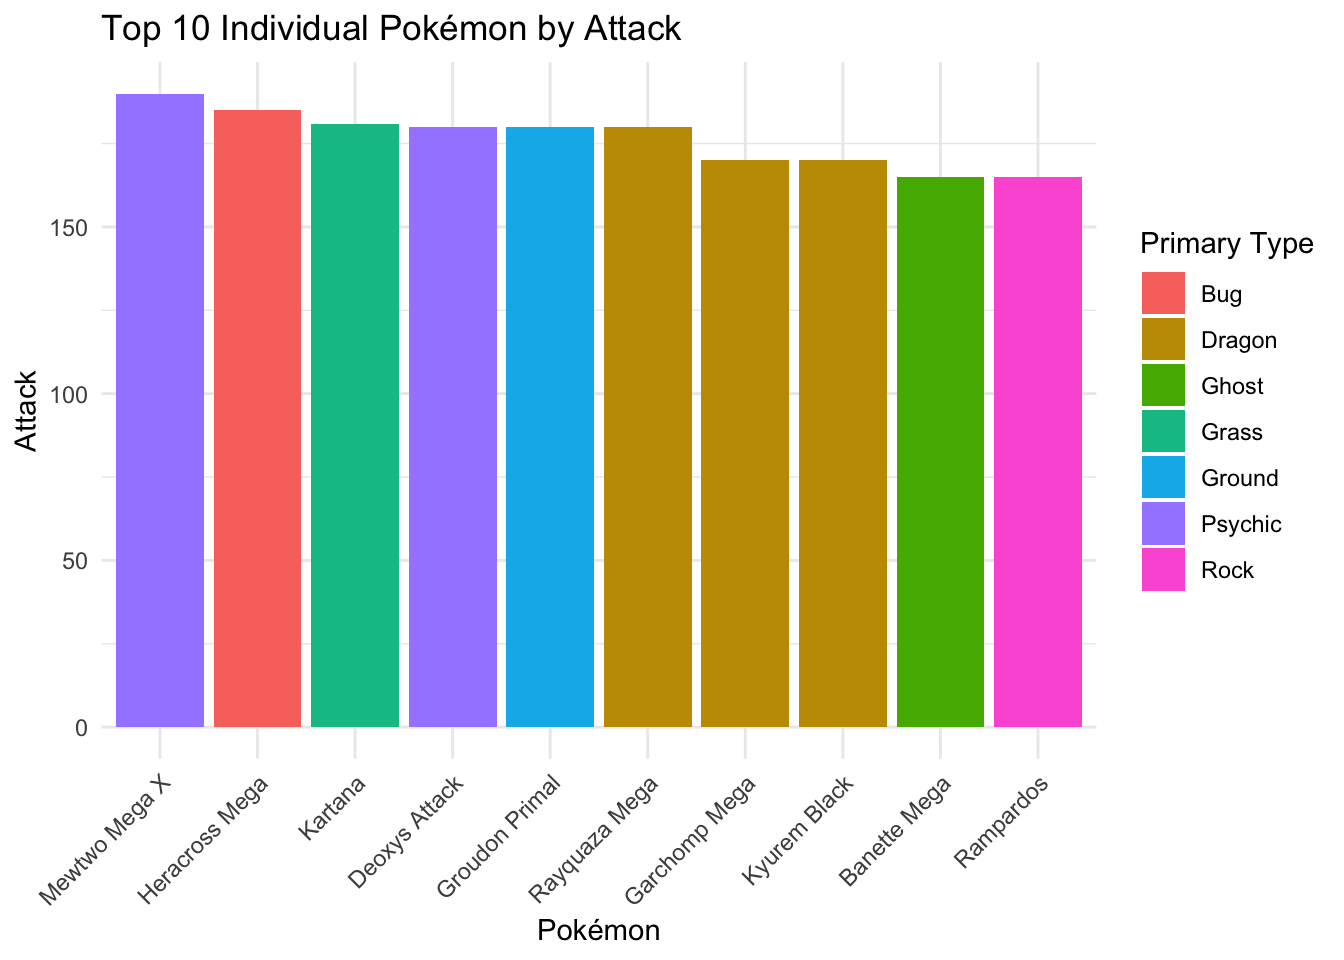 Top 10 Individual Pokémon by Attack
Attack
150
100
50
0
Mewtwo Mega X
Heracross Mega
Kartana
Deoxys Attack
Groudon Primal
Rayquaza Mega
Garchomp Mega
Kyurem Black
Banette Mega
Rampardos
Pokémon
Primary Type
Bug
Dragon
Ghost
Grass
Ground
Psychic
Rock